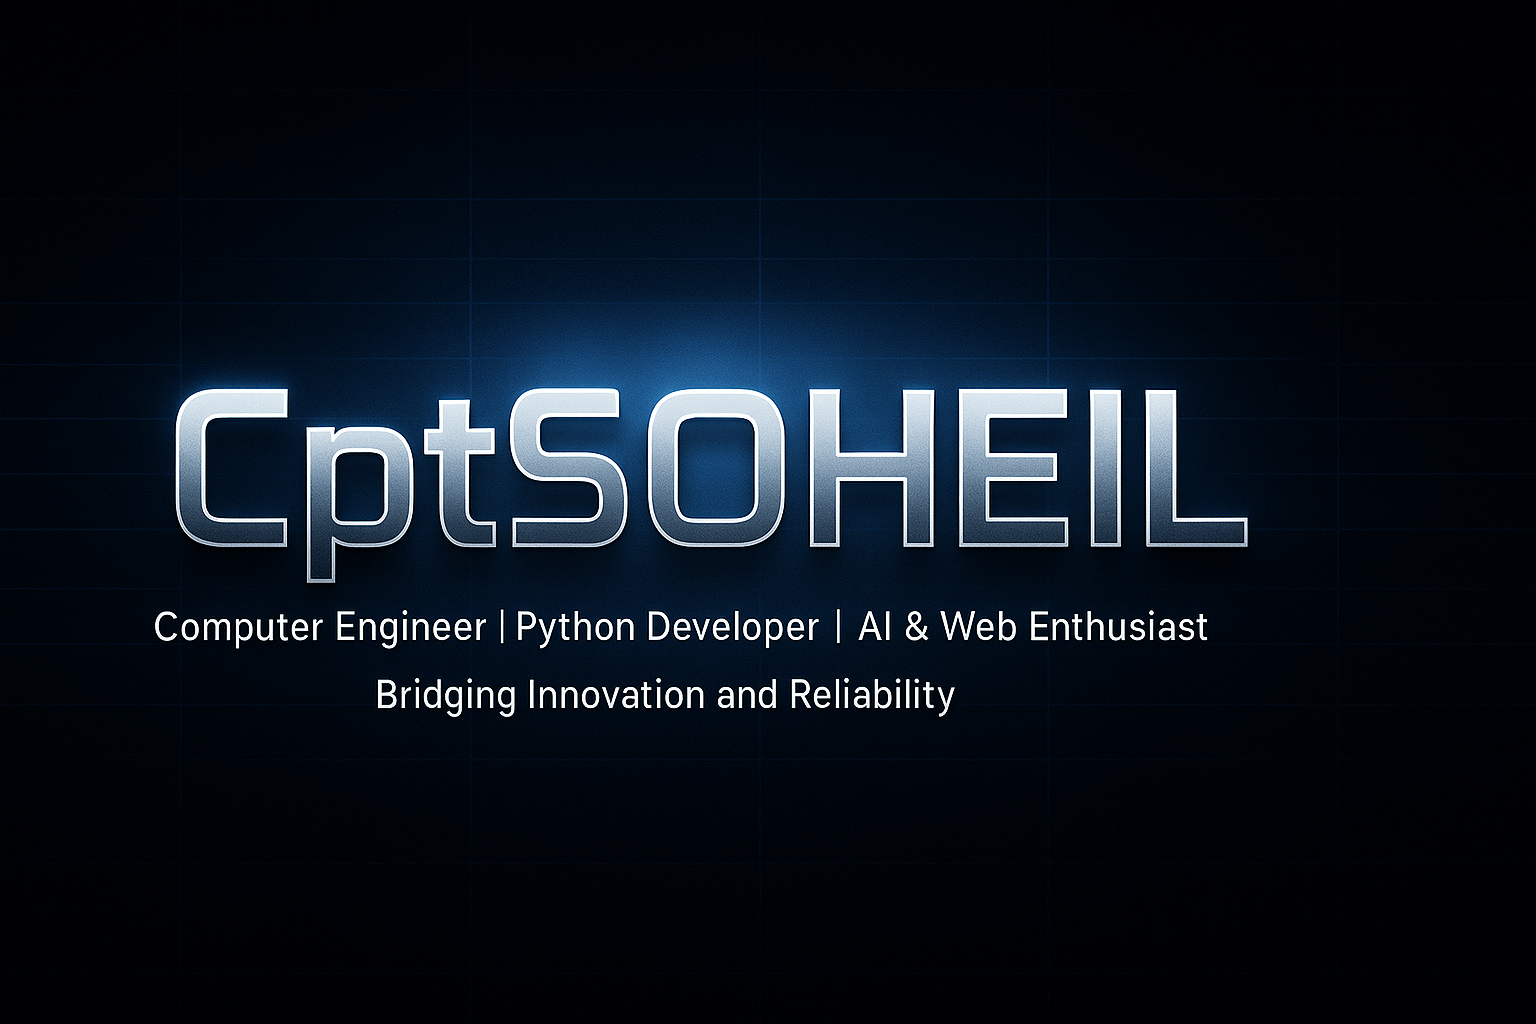 CptSOHEIL
Computer Engineer | Python Developer | AI & Web Enthusiast
Bridging Innovation and Reliability